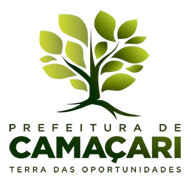 PREFEITURA DE
CAMAÇARI
TERRA DAS OPORTUNIDADES